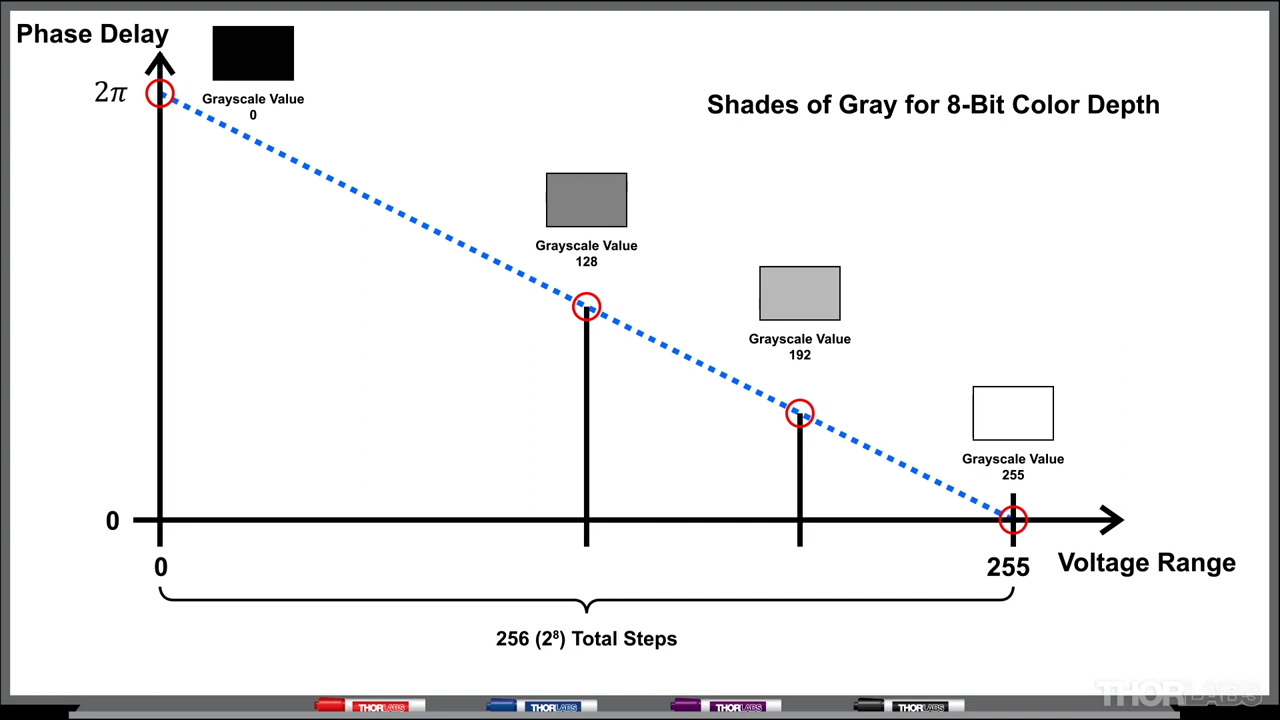 Phase Delay
2π
Grayscale Value
0
Shades of Gray for 8-Bit Color Depth
Grayscale Value
128
Grayscale Value
192
Grayscale Value
255
0
0
255
Voltage Range
256 (2⁸) Total Steps
THORLABS
THORLABS
THORLABS
THORLABS
THORLABS